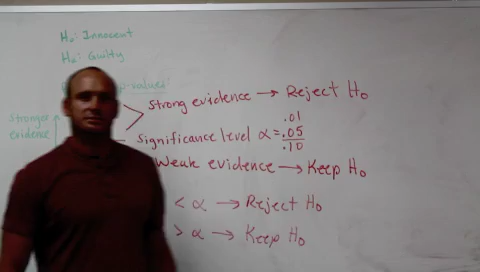 H₀: Innocent
Hₐ: Guilty
p-values
Strong evidence → Reject H₀
Stronger
evidence
.01
Significance level α = .05
.10
Weak evidence → Keep H₀
< α → Reject H₀
> α → Keep H₀